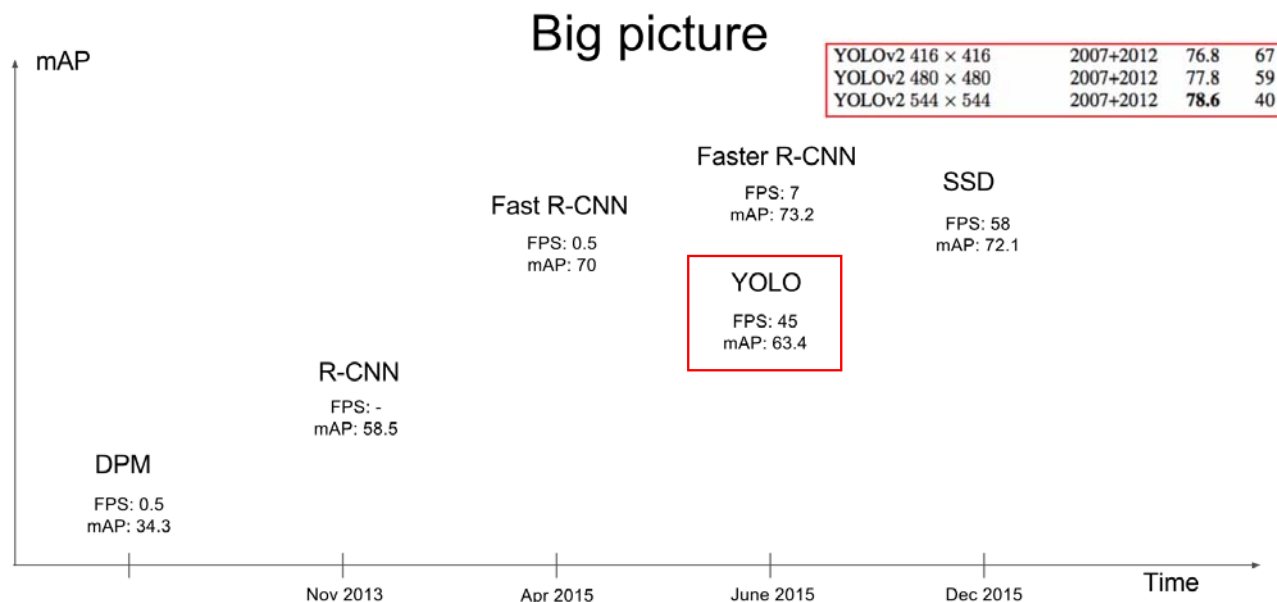 Big picture
mAP
YOLOv2 416 × 416 2007+2012 76.8 67
YOLOv2 480 × 480 2007+2012 77.8 59
YOLOv2 544 × 544 2007+2012 78.6 40
Faster R-CNN
FPS: 7
mAP: 73.2
SSD
FPS: 58
mAP: 72.1
Fast R-CNN
FPS: 0.5
mAP: 70
YOLO
FPS: 45
mAP: 63.4
R-CNN
FPS: -
mAP: 58.5
DPM
FPS: 0.5
mAP: 34.3
Nov 2013
Apr 2015
June 2015
Dec 2015
Time